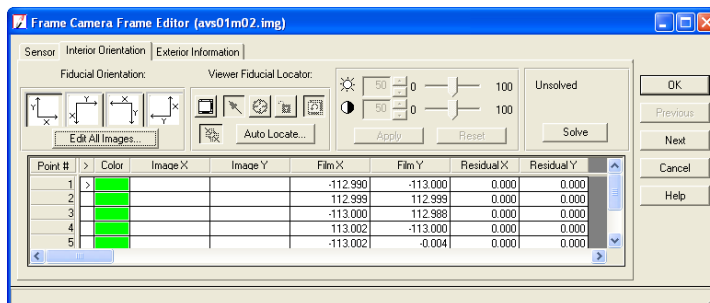 Frame Camera Frame Editor (avs01m02.img)
Sensor Interior Orientation Exterior Information
Fiducial Orientation: Viewer Fiducial Locator:
Y X X Y Y X Y X
Edit All Images... Auto Locate...
50 0 100
50 0 100
Apply Reset
Unsolved
Solve
OK
Previous
Next
Cancel
Help
Point # > Color Image X Image Y Film X Film Y Residual X Residual Y
1 > -112.990 -113.000 0.000 0.000
2 112.999 112.999 0.000 0.000
3 -113.000 112.988 0.000 0.000
4 113.002 -113.000 0.000 0.000
5 -113.002 -0.004 0.000 0.000